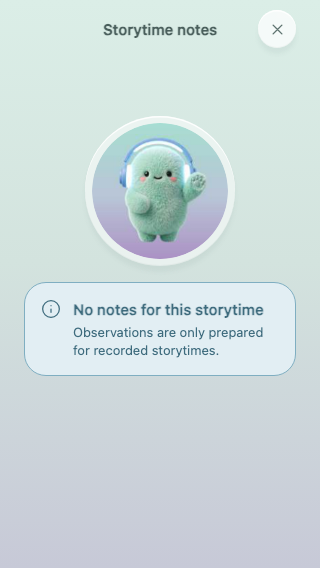 Storytime notes
No notes for this storytime
Observations are only prepared
for recorded storytimes.